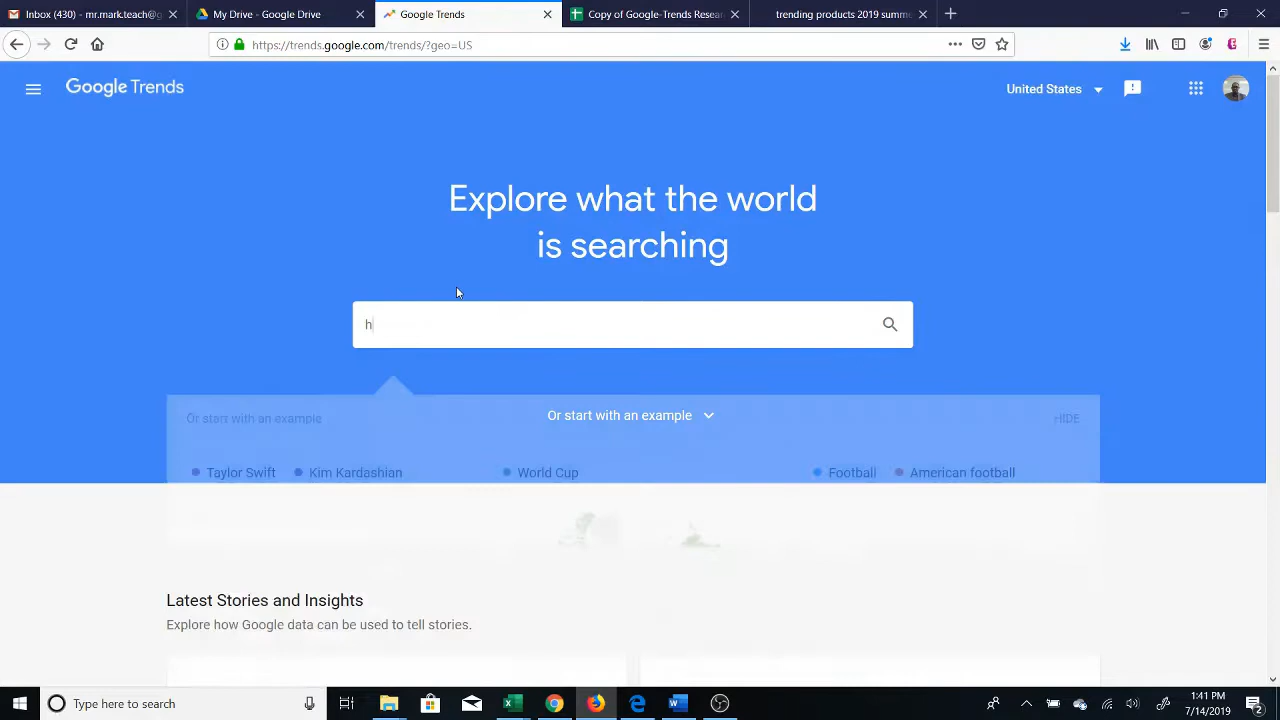 Inbox (430) - mr.mark.teach@g
My Drive - Google Drive
Google Trends
Copy of Google-Trends Resear
trending products 2019 summe
https://trends.google.com/trends/?geo=US
Google Trends
United States
Explore what the world
is searching
h
Or start with an example
Or start with an example
HIDE
Taylor Swift
Kim Kardashian
World Cup
Football
American football
Latest Stories and Insights
Explore how Google data can be used to tell stories.
Type here to search
1:41 PM
7/14/2019
2